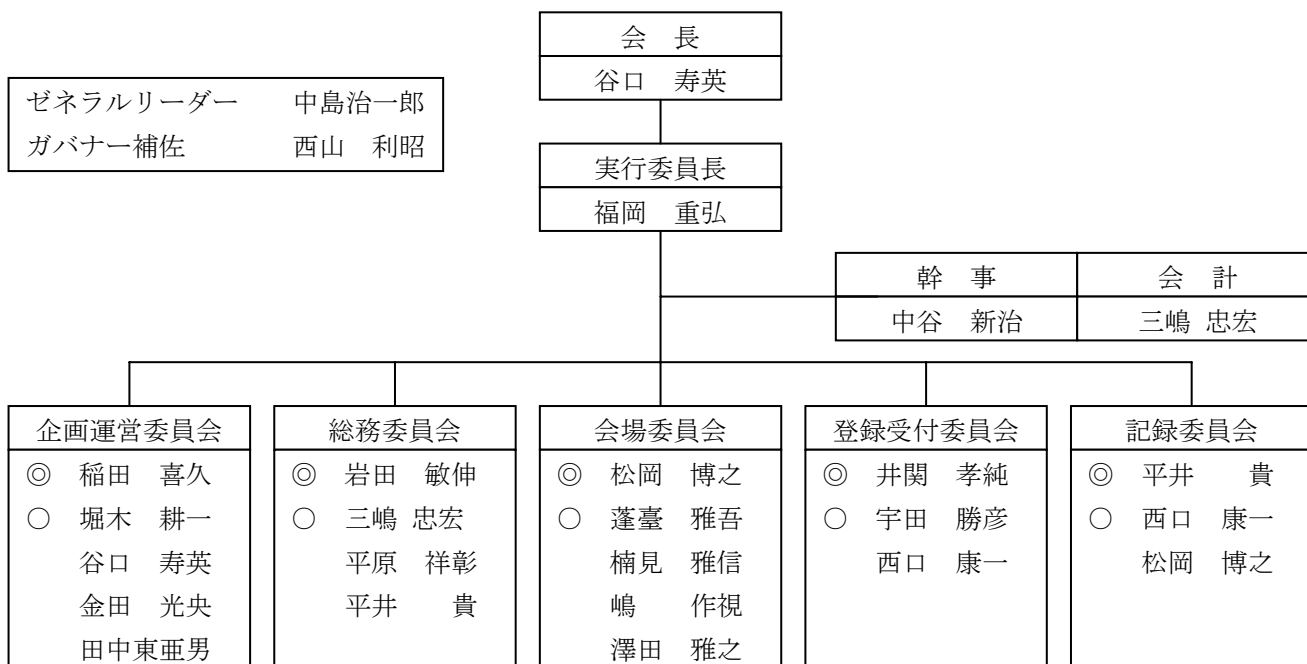 会　長
谷口　寿英
ゼネラルリーダー　　中島治一郎
ガバナー補佐　　　　西山　利昭
実行委員長
福岡　重弘
幹　事　　会　計
中谷　新治　　三嶋 忠宏
企画運営委員会
◎　稲田　喜久
○　堀木　耕一
谷口　寿英
金田　光央
田中東亜男
総務委員会
◎　岩田　敏伸
○　三嶋 忠宏
平原　祥彰
平井　　貴
会場委員会
◎　松岡　博之
○　蓬臺　雅吾
楠見　雅信
嶋　　作視
澤田　雅之
登録受付委員会
◎　井関　孝純
○　宇田　勝彦
西口　康一
記録委員会
◎　平井　　貴
○　西口　康一
松岡　博之